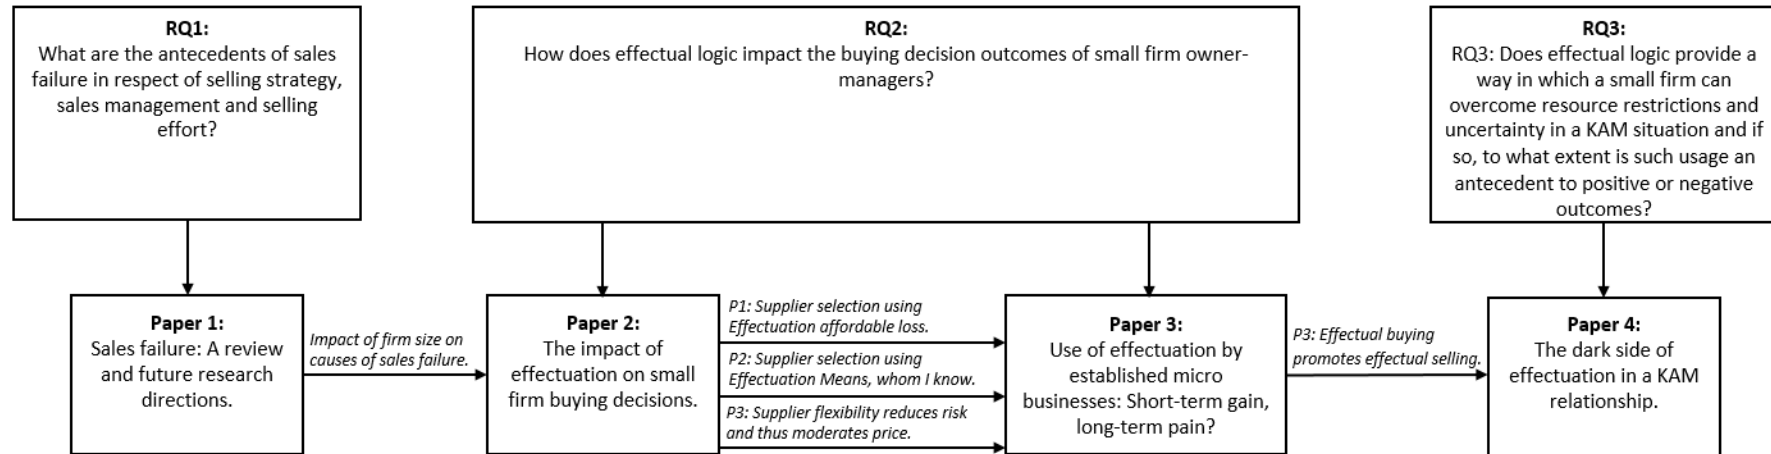 RQ1:
What are the antecedents of sales
failure in respect of selling strategy,
sales management and selling
effort?
RQ2:
How does effectual logic impact the buying decision outcomes of small firm owner-
managers?
RQ3:
RQ3: Does effectual logic provide a
way in which a small firm can
overcome resource restrictions and
uncertainty in a KAM situation and if
so, to what extent is such usage an
antecedent to positive or negative
outcomes?
Paper 1:
Sales failure: A review
and future research
directions.
Impact of firm size on
causes of sales failure.
Paper 2:
The impact of
effectuation on small
firm buying decisions.
P1: Supplier selection using
Effectuation affordable loss.
P2: Supplier selection using
Effectuation Means, whom I know.
P3: Supplier flexibility reduces risk
and thus moderates price.
Paper 3:
Use of effectuation by
established micro
businesses: Short-term gain,
long-term pain?
P3: Effectual buying
promotes effectual selling.
Paper 4:
The dark side of
effectuation in a KAM
relationship.